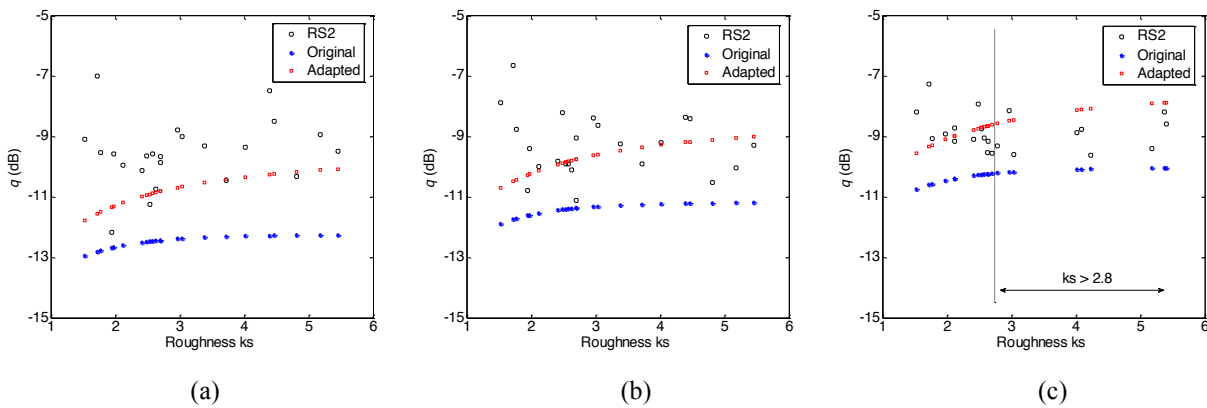 -5
-7
-9
-11
-13
-15
q (dB)
1 2 3 4 5 6
Roughness ks
RS2
Original
Adapted
(a)
-5
-7
-9
-11
-13
-15
q (dB)
1 2 3 4 5 6
Roughness ks
RS2
Original
Adapted
(b)
-5
-7
-9
-11
-13
-15
q (dB)
1 2 3 4 5 6
Roughness ks
RS2
Original
Adapted
ks > 2.8
(c)